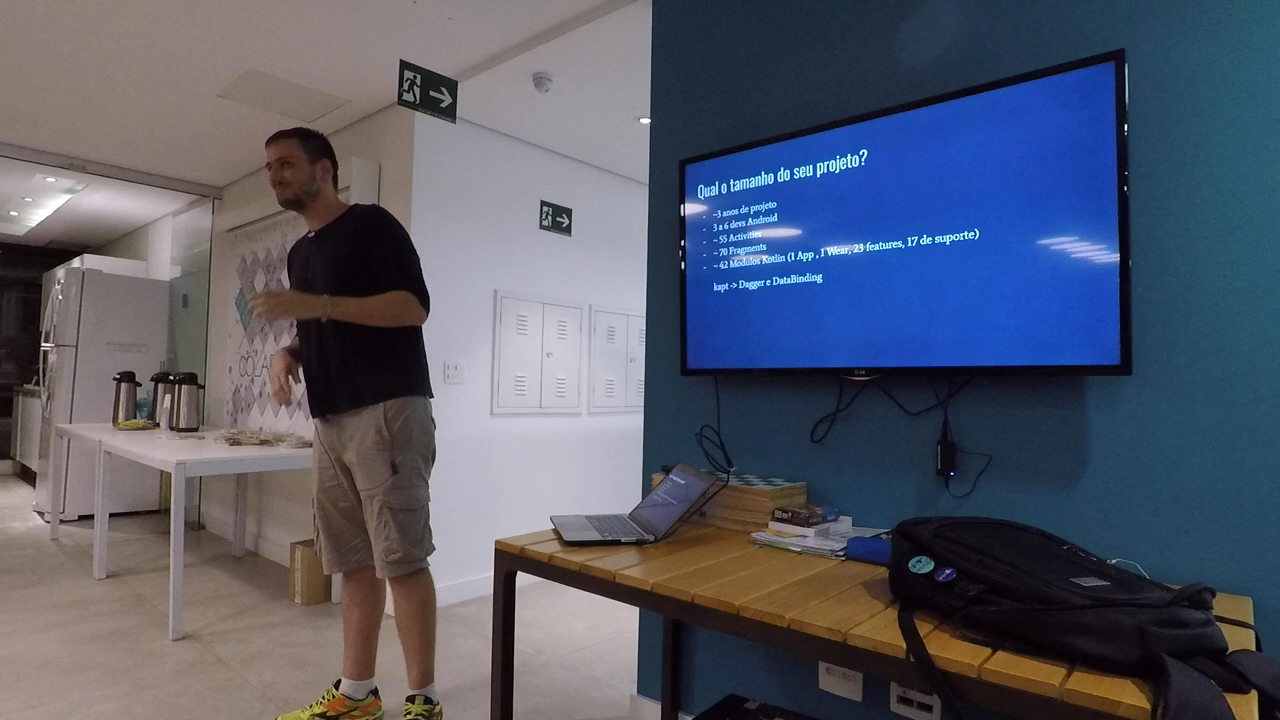 Qual o tamanho do seu projeto?
- ~3 anos de projeto
- 3 a 6 devs Android
- ~ 55 Activities
- ~ 70 Fragments
- ~ 42 Modulos Kotlin (1 App , 1 Wear, 23 features, 17 de suporte)
kapt -> Dagger e DataBinding
LG